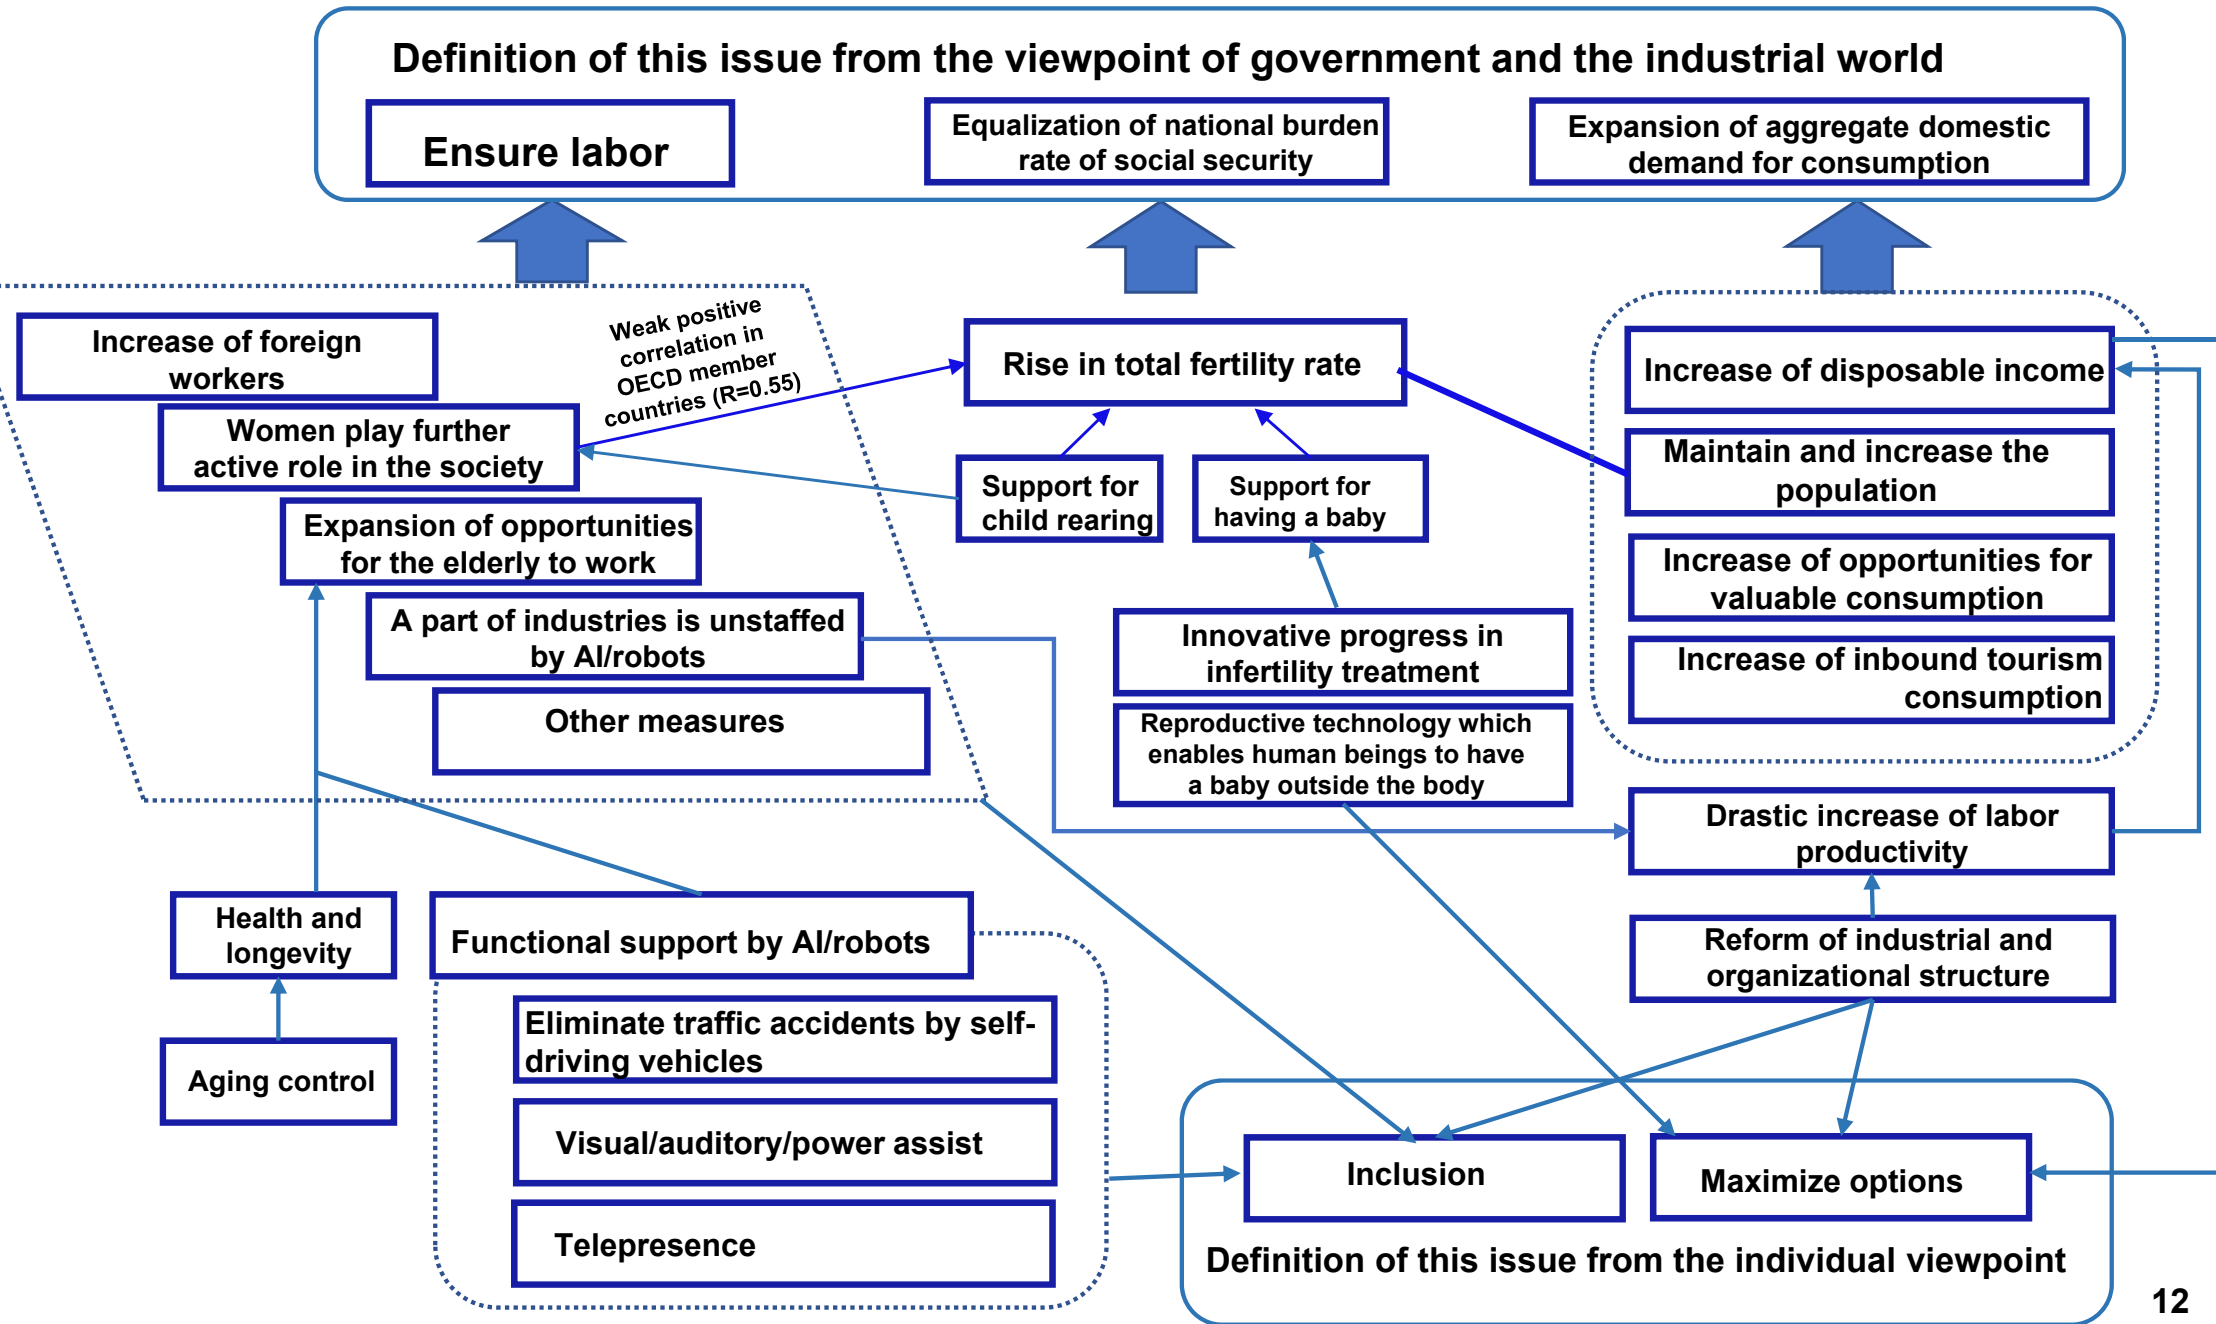 Definition of this issue from the viewpoint of government and the industrial world
Ensure labor
Equalization of national burden
rate of social security
Expansion of aggregate domestic
demand for consumption
Increase of foreign
workers
Women play further
active role in the society
Expansion of opportunities
for the elderly to work
A part of industries is unstaffed
by AI/robots
Other measures
Weak positive
correlation in
OECD member
countries (R=0.55)
Rise in total fertility rate
Support for
child rearing
Support for
having a baby
Innovative progress in
infertility treatment
Reproductive technology which
enables human beings to have
a baby outside the body
Increase of disposable income
Maintain and increase the
population
Increase of opportunities for
valuable consumption
Increase of inbound tourism
consumption
Drastic increase of labor
productivity
Reform of industrial and
organizational structure
Health and
longevity
Aging control
Functional support by AI/robots
Eliminate traffic accidents by self-
driving vehicles
Visual/auditory/power assist
Telepresence
Inclusion
Maximize options
Definition of this issue from the individual viewpoint
12